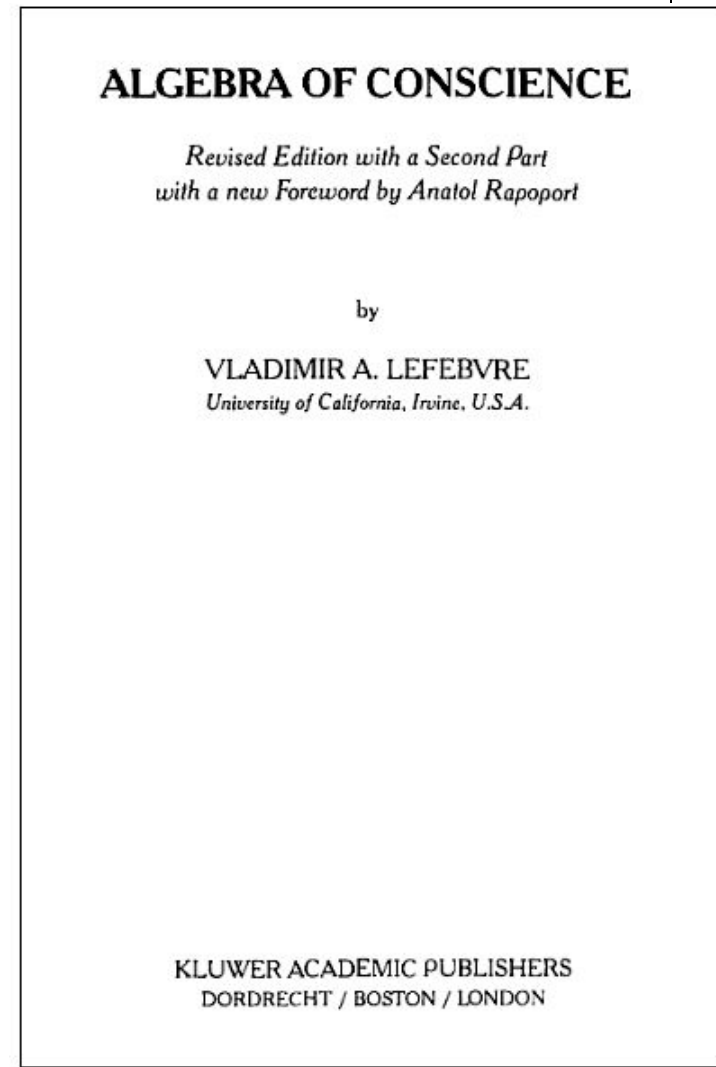 ALGEBRA OF CONSCIENCE
Revised Edition with a Second Part
with a new Foreword by Anatol Rapoport
by
VLADIMIR A. LEFEBVRE
University of California, Irvine, U.S.A.
KLUWER ACADEMIC PUBLISHERS
DORDRECHT / BOSTON / LONDON